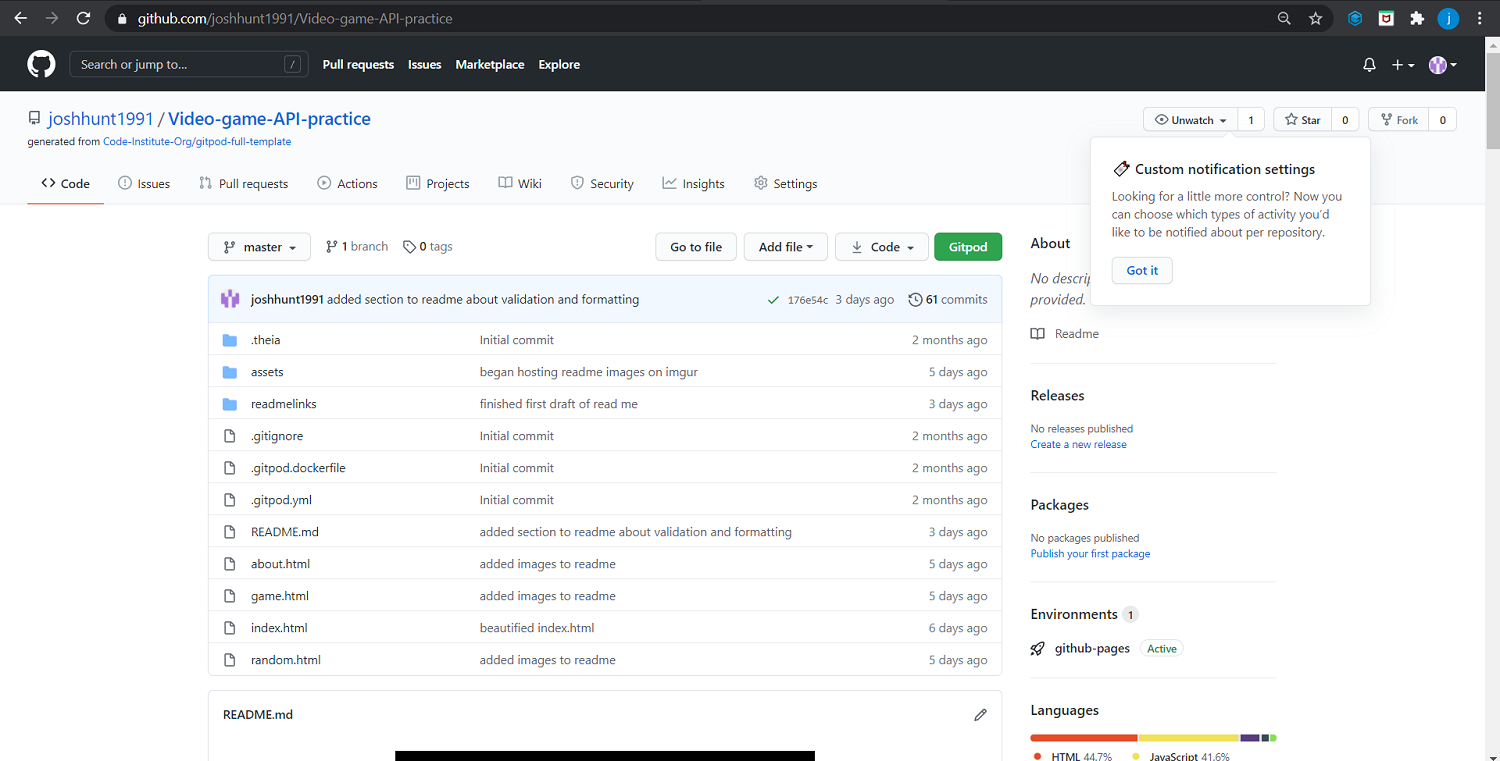 github.com/joshhunt1991/Video-game-API-practice
j
Search or jump to... /
Pull requests Issues Marketplace Explore
joshhunt1991 / Video-game-API-practice
generated from Code-Institute-Org/gitpod-full-template
Unwatch 1 Star 0 Fork 0
Code Issues Pull requests Actions Projects Wiki Security Insights Settings
Custom notification settings
Looking for a little more control? Now you
can choose which types of activity you'd
like to be notified about per repository.
Got it
master 1 branch 0 tags Go to file Add file Code Gitpod
joshhunt1991 added section to readme about validation and formatting 176e54c 3 days ago 61 commits
.theia Initial commit 2 months ago
assets began hosting readme images on imgur 5 days ago
readmelinks finished first draft of read me 3 days ago
.gitignore Initial commit 2 months ago
.gitpod.dockerfile Initial commit 2 months ago
.gitpod.yml Initial commit 2 months ago
README.md added section to readme about validation and formatting 3 days ago
about.html added images to readme 5 days ago
game.html added images to readme 5 days ago
index.html beautified index.html 6 days ago
random.html added images to readme 5 days ago
README.md
About
No descrip
provided.
Readme
Releases
No releases published
Create a new release
Packages
No packages published
Publish your first package
Environments 1
github-pages Active
Languages
HTML 44.7% JavaScript 41.6%